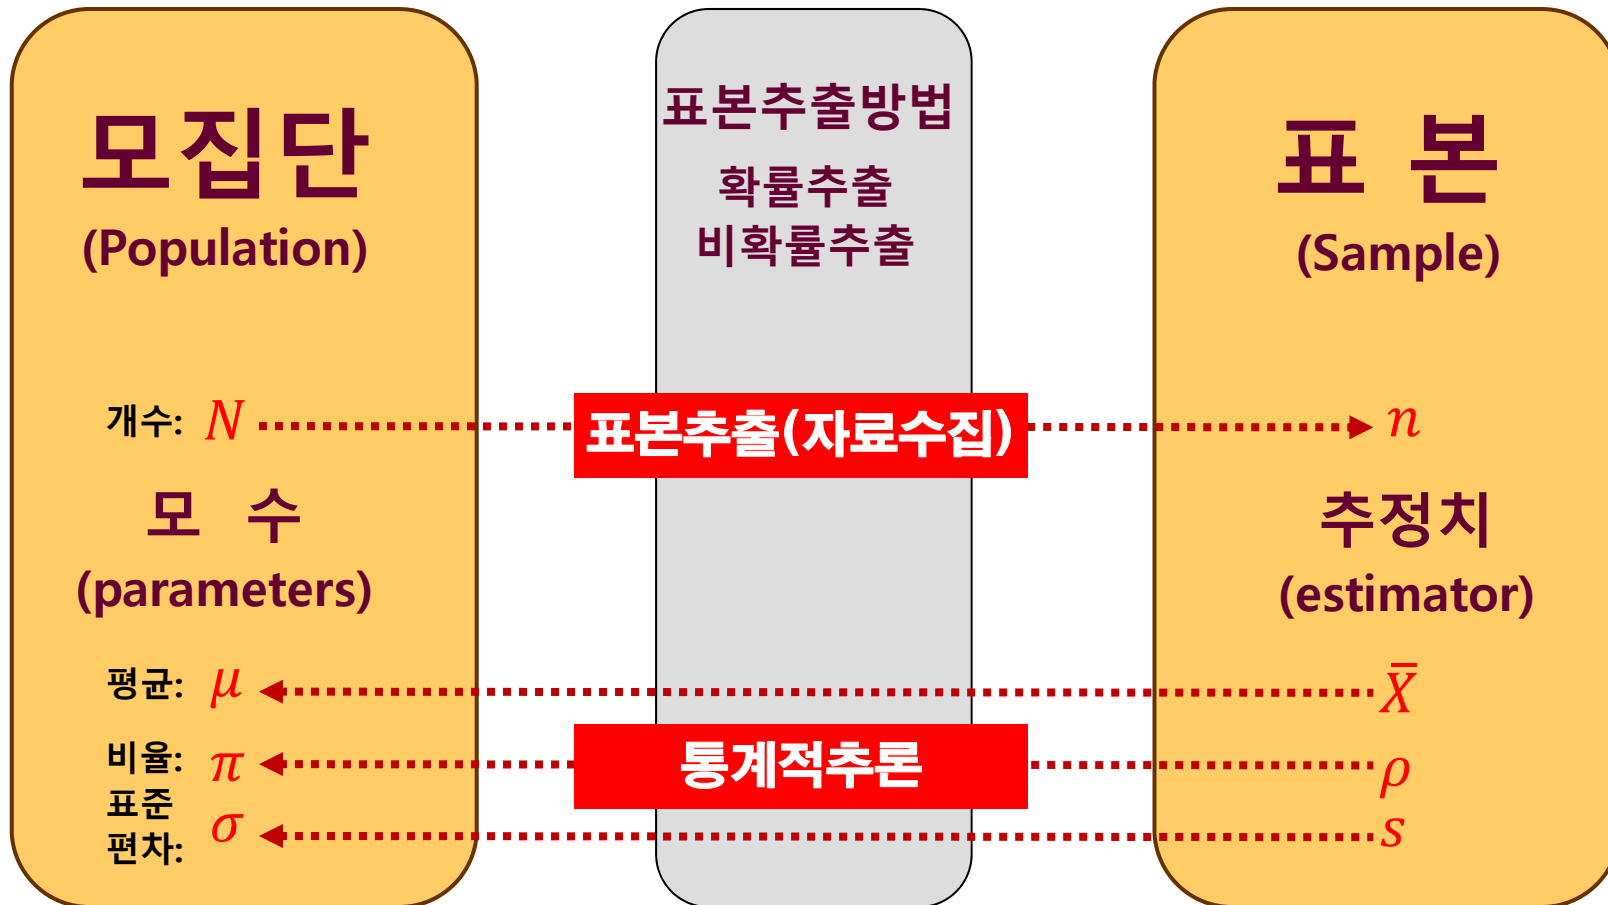 모집단
(Population)
표본추출방법
확률추출
비확률추출
표 본
(Sample)
개수: N
표본추출(자료수집)
n
모 수
(parameters)
추정치
(estimator)
평균: μ
X̄
비율: π
통계적추론
ρ
표준
편차: σ
s